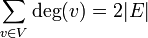 ∑ deg(v) = 2|E|
v∈V